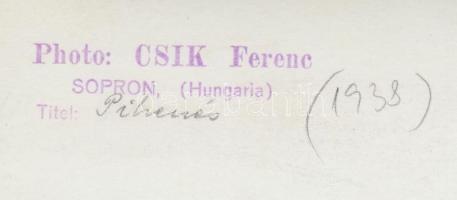 Photo: CSIK Ferenc
SOPRON, (Hungaria)
Titel: Pihenés (1938)